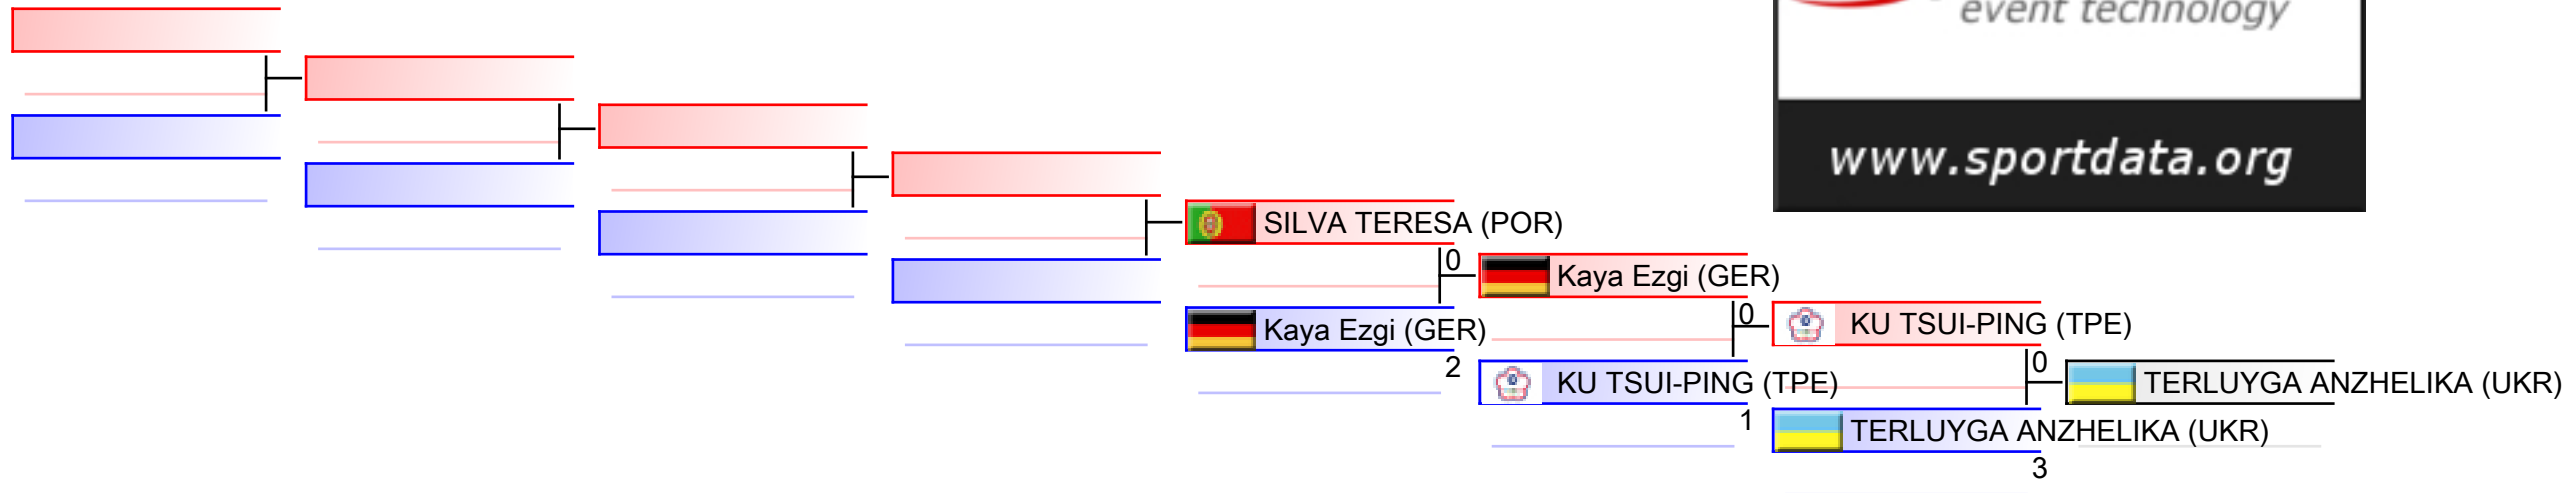 event technology
www.sportdata.org
SILVA TERESA (POR)
0
Kaya Ezgi (GER)
Kaya Ezgi (GER)
2
0
KU TSUI-PING (TPE)
KU TSUI-PING (TPE)
1
0
TERLUYGA ANZHELIKA (UKR)
TERLUYGA ANZHELIKA (UKR)
3